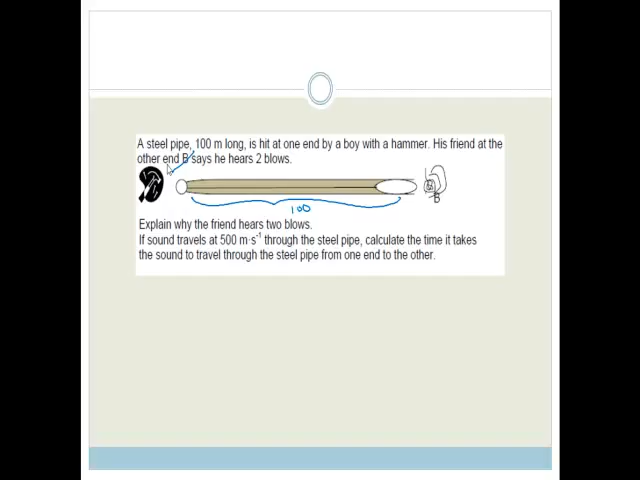 A steel pipe, 100 m long, is hit at one end by a boy with a hammer. His friend at the
other end B says he hears 2 blows.
B
100
Explain why the friend hears two blows.
If sound travels at 500 m·s⁻¹ through the steel pipe, calculate the time it takes
the sound to travel through the steel pipe from one end to the other.